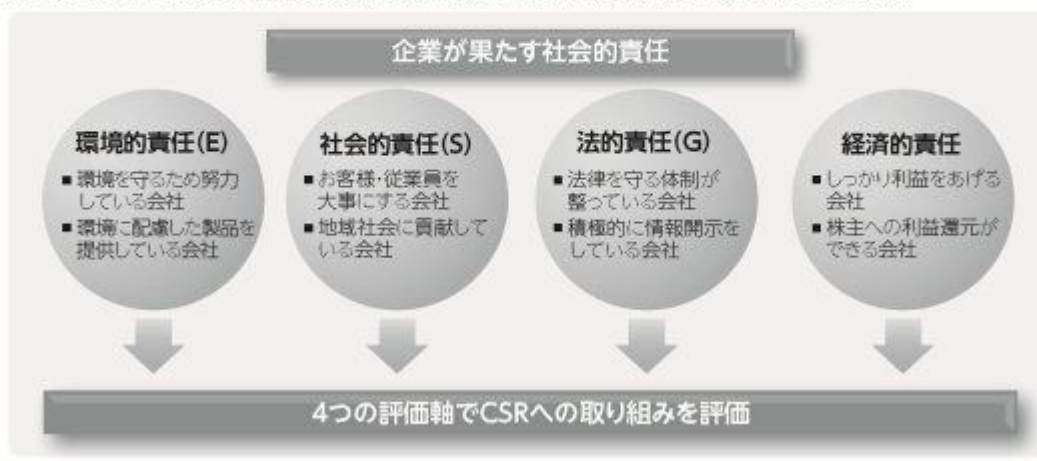 企業が果たす社会的責任
環境的責任(E)
■環境を守るため努力
している会社
■環境に配慮した製品を
提供している会社
社会的責任(S)
■お客様・従業員を
大事にする会社
■地域社会に貢献して
いる会社
法的責任(G)
■法律を守る体制が
整っている会社
■積極的に情報開示を
している会社
経済的責任
■しっかり利益をあげる
会社
■株主への利益還元が
できる会社
4つの評価軸でCSRへの取り組みを評価